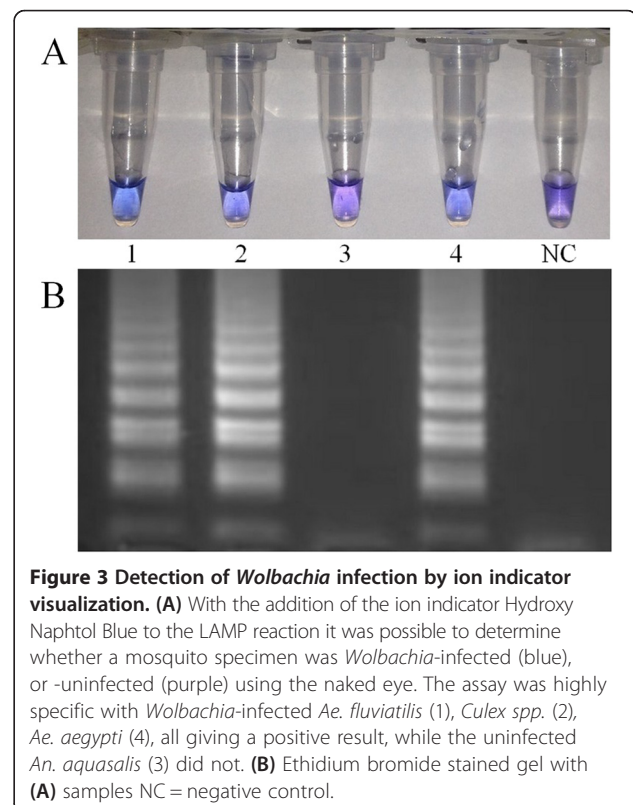 A
1 2 3 4 NC
B
Figure 3 Detection of Wolbachia infection by ion indicator
visualization. (A) With the addition of the ion indicator Hydroxy
Naphtol Blue to the LAMP reaction it was possible to determine
whether a mosquito specimen was Wolbachia-infected (blue),
or -uninfected (purple) using the naked eye. The assay was highly
specific with Wolbachia-infected Ae. fluviatilis (1), Culex spp. (2),
Ae. aegypti (4), all giving a positive result, while the uninfected
An. aquasalis (3) did not. (B) Ethidium bromide stained gel with
(A) samples NC = negative control.